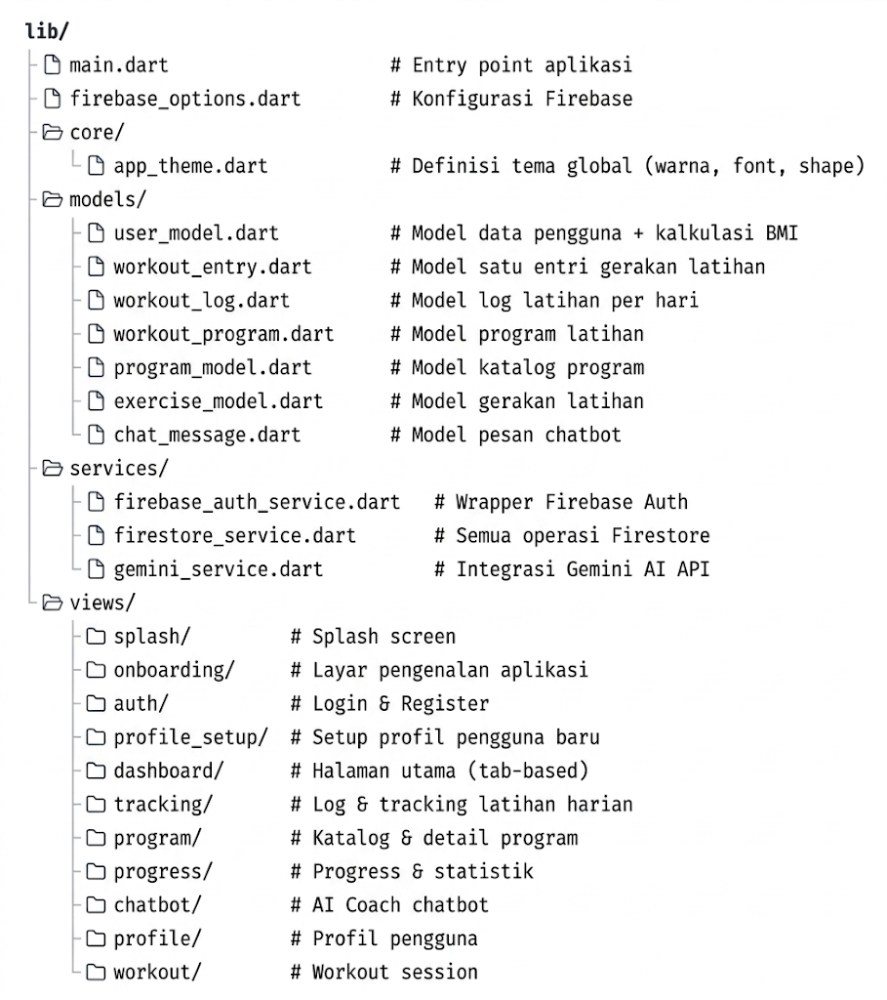 lib/
main.dart # Entry point aplikasi
firebase_options.dart # Konfigurasi Firebase
core/
app_theme.dart # Definisi tema global (warna, font, shape)
models/
user_model.dart # Model data pengguna + kalkulasi BMI
workout_entry.dart # Model satu entri gerakan latihan
workout_log.dart # Model log latihan per hari
workout_program.dart # Model program latihan
program_model.dart # Model katalog program
exercise_model.dart # Model gerakan latihan
chat_message.dart # Model pesan chatbot
services/
firebase_auth_service.dart # Wrapper Firebase Auth
firestore_service.dart # Semua operasi Firestore
gemini_service.dart # Integrasi Gemini AI API
views/
splash/ # Splash screen
onboarding/ # Layar pengenalan aplikasi
auth/ # Login & Register
profile_setup/ # Setup profil pengguna baru
dashboard/ # Halaman utama (tab-based)
tracking/ # Log & tracking latihan harian
program/ # Katalog & detail program
progress/ # Progress & statistik
chatbot/ # AI Coach chatbot
profile/ # Profil pengguna
workout/ # Workout session